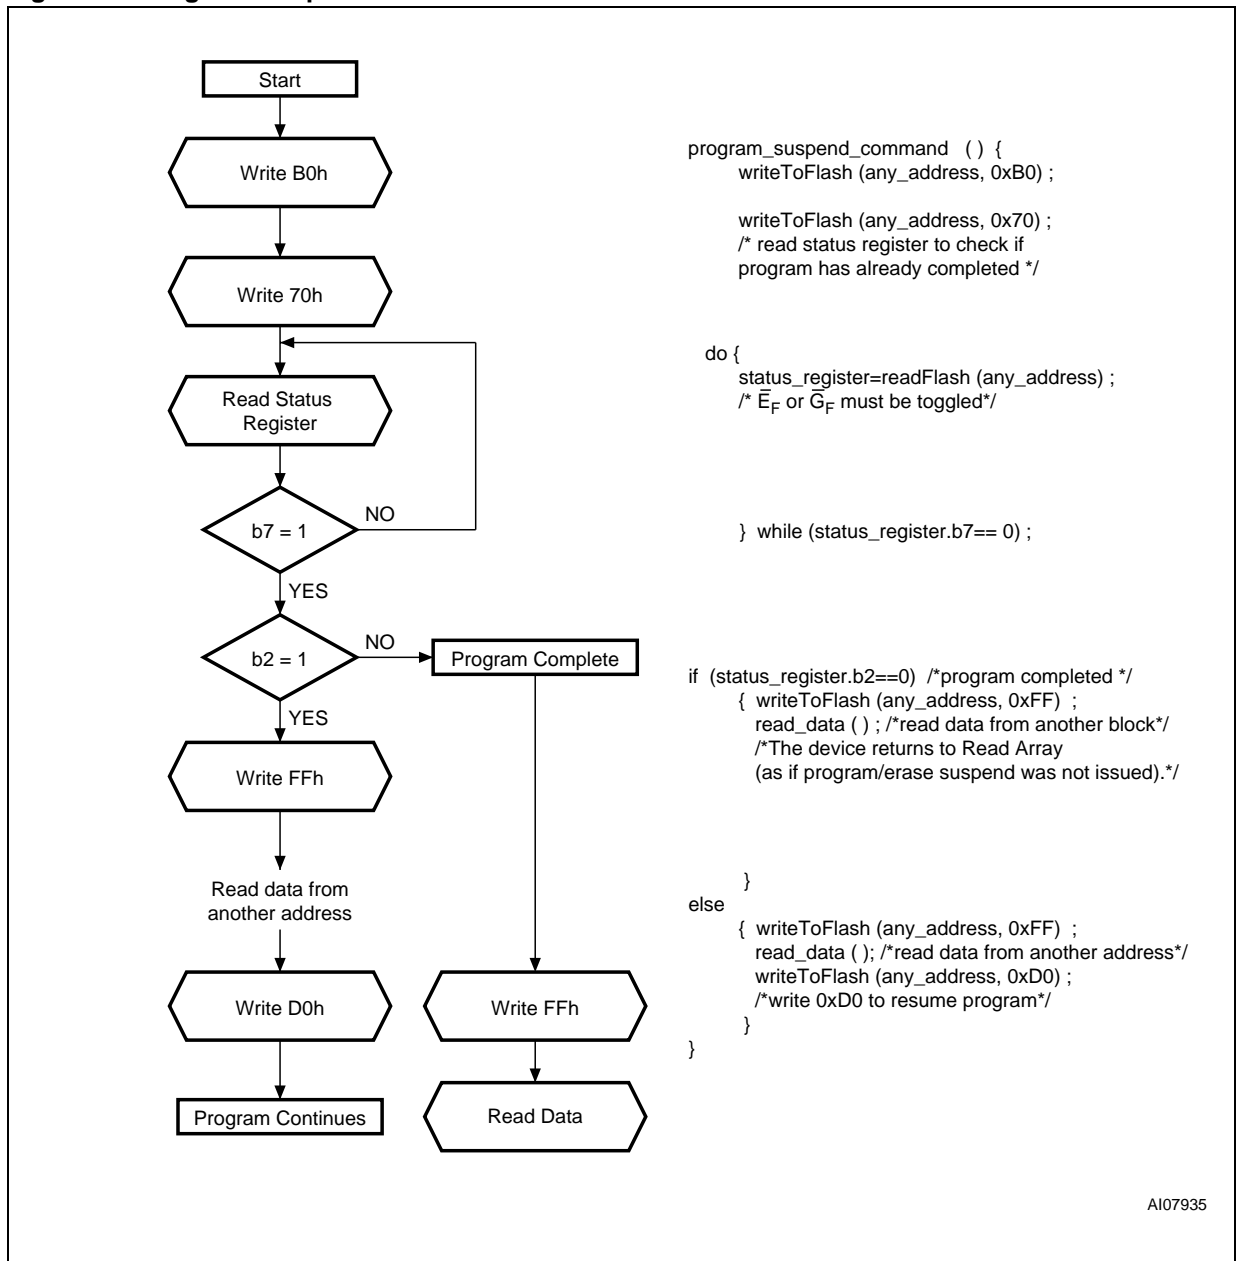 Start
Write B0h
Write 70h
Read Status
Register
b7 = 1
NO
YES
b2 = 1
NO
Program Complete
YES
Write FFh
Read data from
another address
Write D0h
Write FFh
Program Continues
Read Data
program_suspend_command ( ) {
writeToFlash (any_address, 0xB0) ;
writeToFlash (any_address, 0x70) ;
/* read status register to check if
program has already completed */
do {
status_register=readFlash (any_address) ;
/* E̅F or G̅F must be toggled*/
} while (status_register.b7== 0) ;
if (status_register.b2==0) /*program completed */
{ writeToFlash (any_address, 0xFF) ;
read_data ( ) ; /*read data from another block*/
/*The device returns to Read Array
(as if program/erase suspend was not issued).*/
}
else
{ writeToFlash (any_address, 0xFF) ;
read_data ( ); /*read data from another address*/
writeToFlash (any_address, 0xD0) ;
/*write 0xD0 to resume program*/
}
}
AI07935